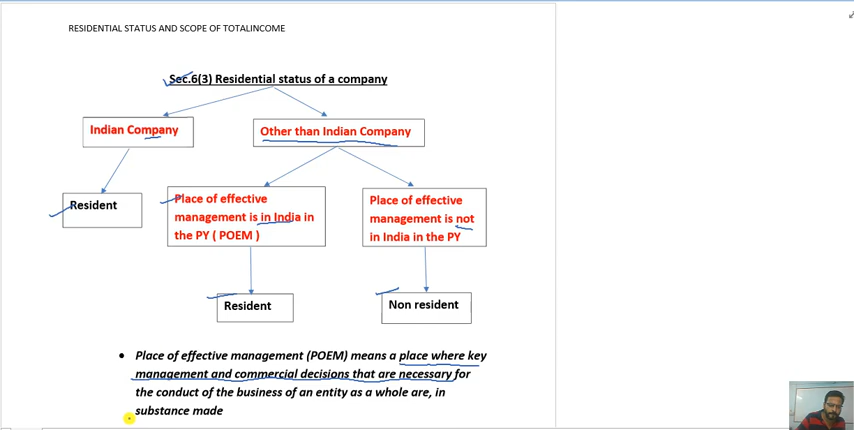 RESIDENTIAL STATUS AND SCOPE OF TOTALINCOME
Sec.6(3) Residential status of a company
Indian Company
Other than Indian Company
Resident
Place of effective
management is in India in
the PY ( POEM )
Place of effective
management is not
in India in the PY
Resident
Non resident
• Place of effective management (POEM) means a place where key
management and commercial decisions that are necessary for
the conduct of the business of an entity as a whole are, in
substance made